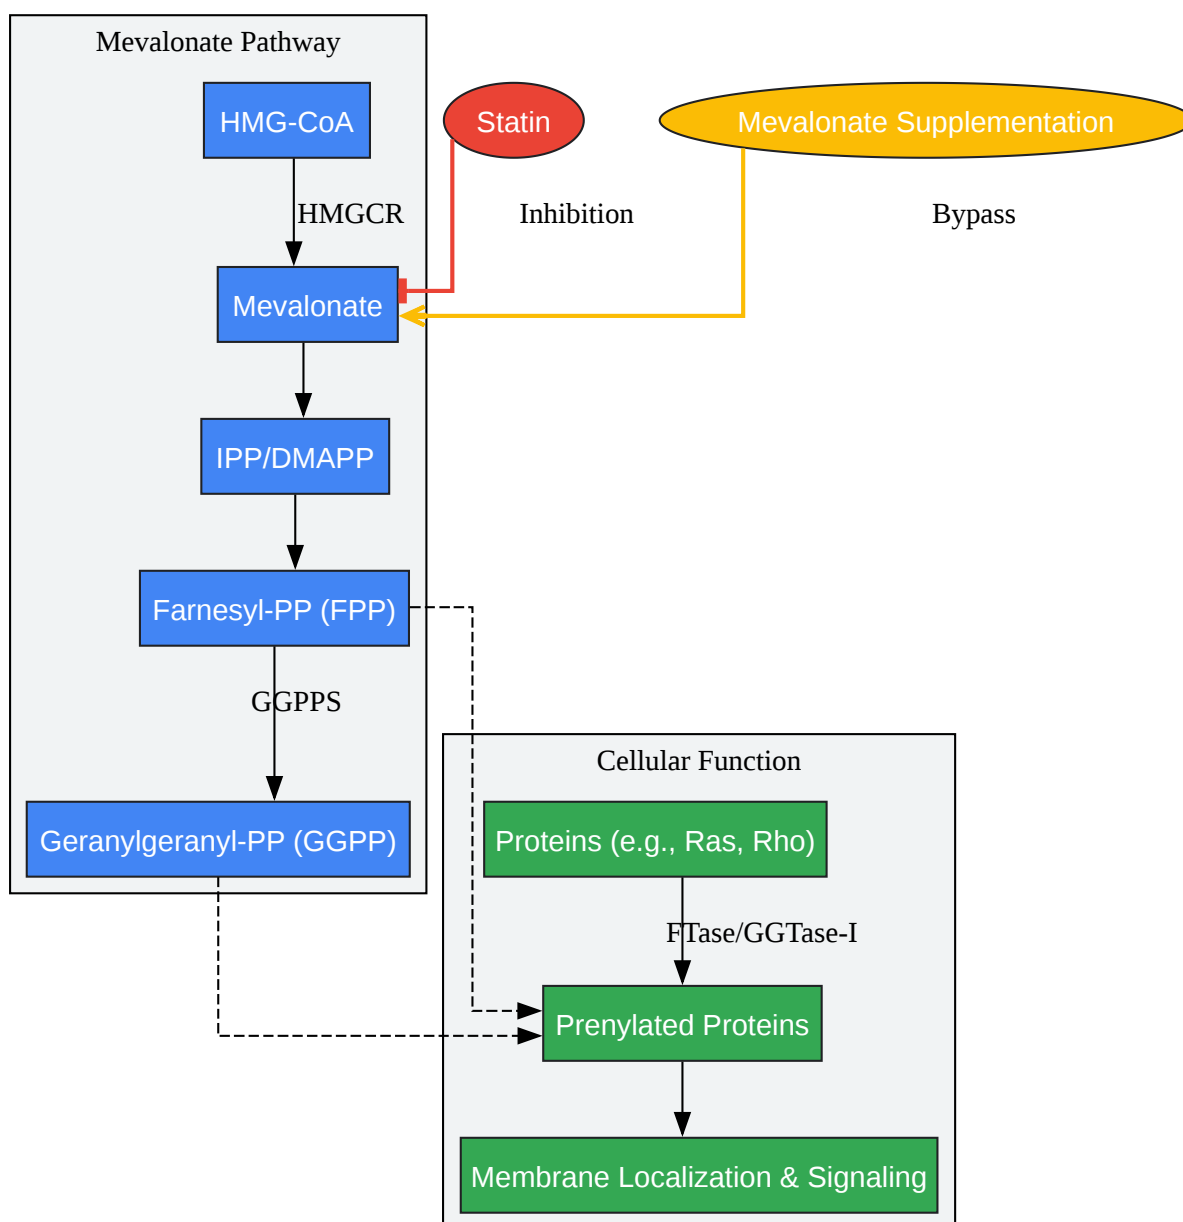 Mevalonate Pathway
HMG-CoA
Statin
Mevalonate Supplementation
HMGCR
Inhibition
Bypass
Mevalonate
IPP/DMAPP
Farnesyl-PP (FPP)
GGPPS
Cellular Function
Geranylgeranyl-PP (GGPP)
Proteins (e.g., Ras, Rho)
FTase/GGTase-I
Prenylated Proteins
Membrane Localization & Signaling